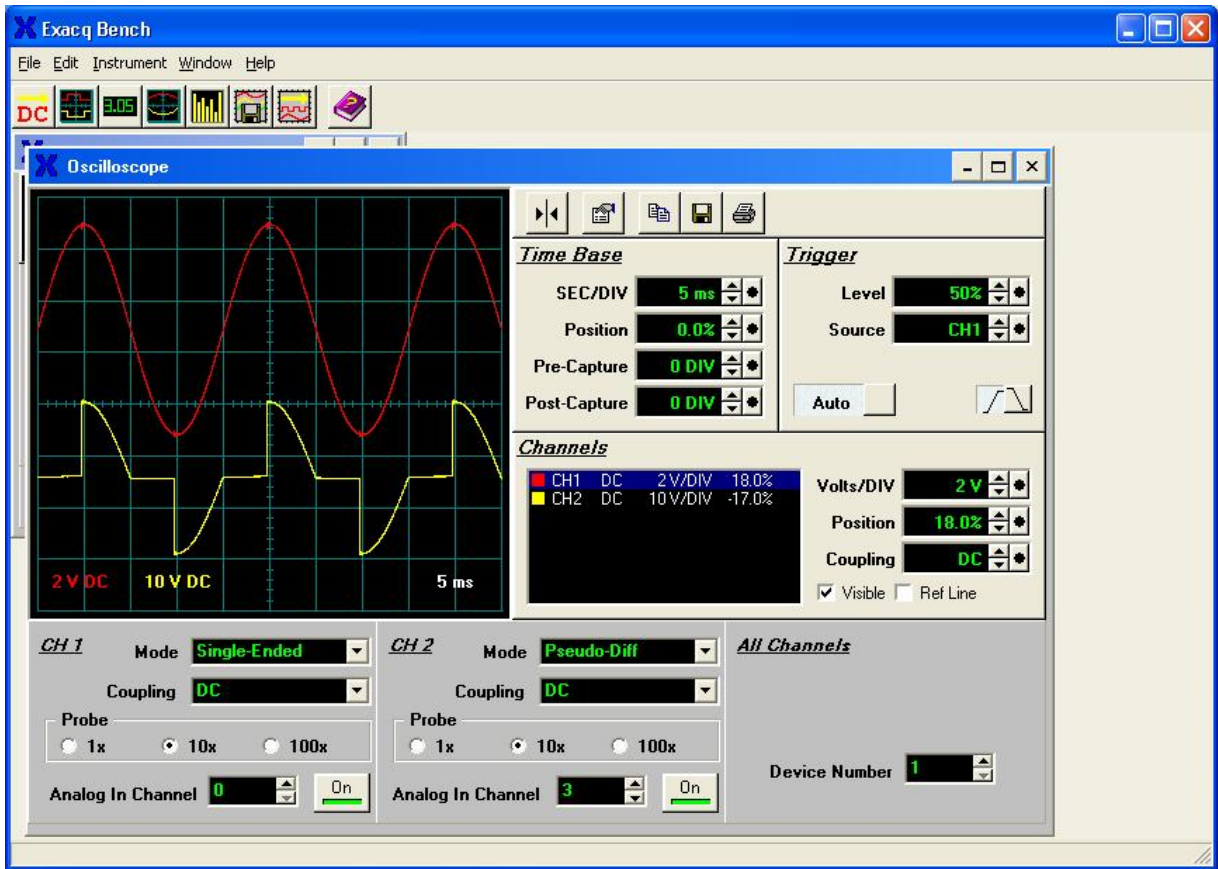 Exacq Bench
File Edit Instrument Window Help
DC 3.05 ?
Oscilloscope
Time Base
SEC/DIV 5 ms
Position 0.0%
Pre-Capture 0 DIV
Post-Capture 0 DIV
Trigger
Level 50%
Source CH1
Auto
Channels
CH1 DC 2 V/DIV 18.0%
CH2 DC 10 V/DIV -17.0%
Volts/DIV 2 V
Position 18.0%
Coupling DC
Visible Ref Line
2 V DC 10 V DC 5 ms
CH 1
Mode Single-Ended
Coupling DC
Probe
1x 10x 100x
Analog In Channel 0 On
CH 2
Mode Pseudo-Diff
Coupling DC
Probe
1x 10x 100x
Analog In Channel 3 On
All Channels
Device Number 1